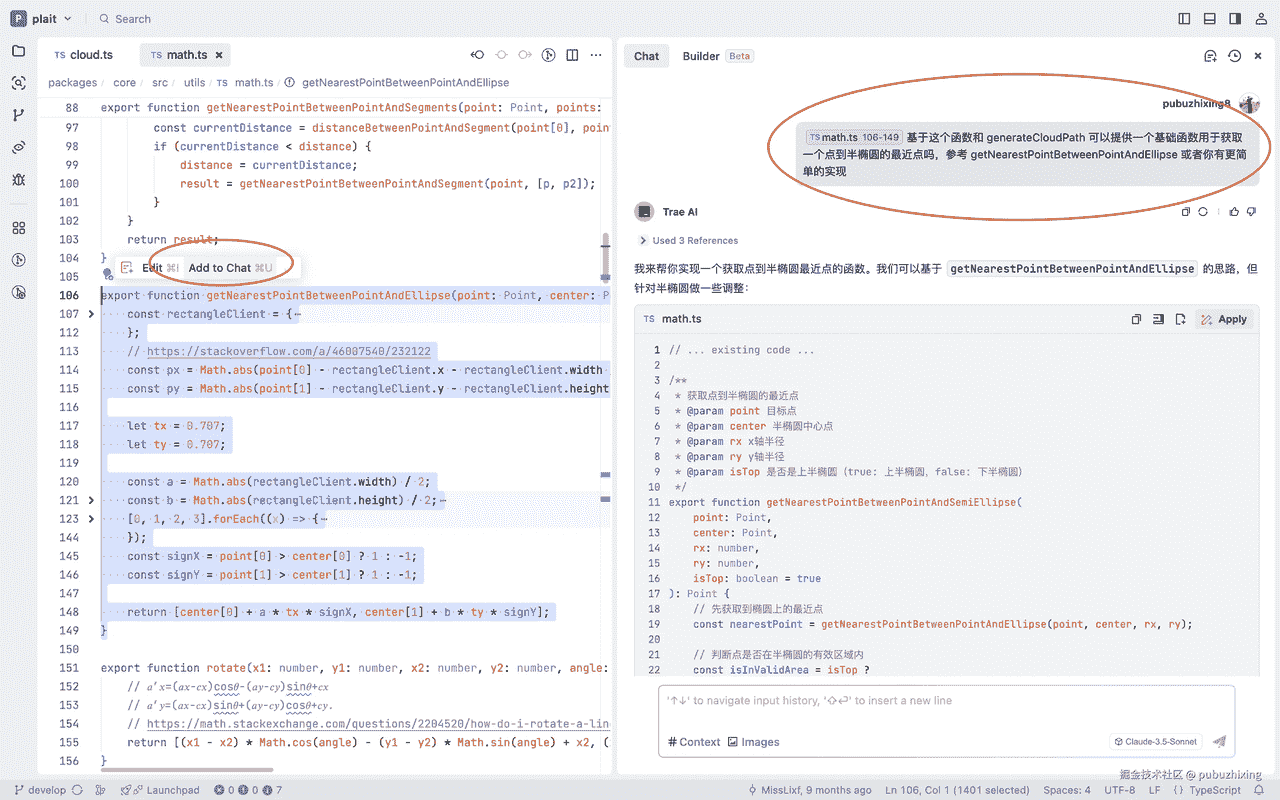 plait
Search
TS cloud.ts
TS math.ts
packages / core / src / utils / TS math.ts / getNearestPointBetweenPointAndEllipse
88 export function getNearestPointBetweenPointAndSegments(point: Point, points:
97 const currentDistance = distanceBetweenPointAndSegment(point[0], poin
98 if (currentDistance < distance) {
99 distance = currentDistance;
100 result = getNearestPointBetweenPointAndSegment(point, [p, p2]);
101 }
102 }
103 return result;
104 }
Edit ⌘I Add to Chat ⌘U
105
106 export function getNearestPointBetweenPointAndEllipse(point: Point, center: P
107 const rectangleClient = {⋯
112 };
113 // https://stackoverflow.com/a/46007540/232122
114 const px = Math.abs(point[0] - rectangleClient.x - rectangleClient.width
115 const py = Math.abs(point[1] - rectangleClient.y - rectangleClient.height
116
117 let tx = 0.707;
118 let ty = 0.707;
119
120 const a = Math.abs(rectangleClient.width) / 2;
121 const b = Math.abs(rectangleClient.height) / 2;⋯
123 [0, 1, 2, 3].forEach((x) => {⋯
144 });
145 const signX = point[0] > center[0] ? 1 : -1;
146 const signY = point[1] > center[1] ? 1 : -1;
147
148 return [center[0] + a * tx * signX, center[1] + b * ty * signY];
149 }
150
151 export function rotate(x1: number, y1: number, x2: number, y2: number, angle:
152 // a′x=(ax-cx)cosθ-(ay-cy)sinθ+cx
153 // a′y=(ax-cx)sinθ+(ay-cy)cosθ+cy.
154 // https://math.stackexchange.com/questions/2204520/how-do-i-rotate-a-lin
155 return [(x1 - x2) * Math.cos(angle) - (y1 - y2) * Math.sin(angle) + x2, (
156 }
Chat
Builder Beta
pubuzhixing8
TS math.ts 106-149 基于这个函数和 generateCloudPath 可以提供一个基础函数用于获取
一个点到半椭圆的最近点吗，参考 getNearestPointBetweenPointAndEllipse 或者你有更简
单的实现
Trae AI
Used 3 References
我来帮你实现一个获取点到半椭圆最近点的函数。我们可以基于 getNearestPointBetweenPointAndEllipse 的思路，但
针对半椭圆做一些调整：
TS math.ts
Apply
1 // ... existing code ...
2
3 /**
4 * 获取点到半椭圆的最近点
5 * @param point 目标点
6 * @param center 半椭圆中心点
7 * @param rx x轴半径
8 * @param ry y轴半径
9 * @param isTop 是否是上半椭圆（true: 上半椭圆，false: 下半椭圆）
10 */
11 export function getNearestPointBetweenPointAndSemiEllipse(
12 point: Point,
13 center: Point,
14 rx: number,
15 ry: number,
16 isTop: boolean = true
17 ): Point {
18 // 先获取到椭圆上的最近点
19 const nearestPoint = getNearestPointBetweenPointAndEllipse(point, center, rx, ry);
20
21 // 判断点是否在半椭圆的有效区域内
22 const isInValidArea = isTop ?
'↑↓' to navigate input history, '⇧⏎' to insert a new line
# Context Images
Claude-3.5-Sonnet
掘金技术社区 @ pubuzhixing
develop Launchpad 0 0 7
MissLixf, 9 months ago Ln 106, Col 1 (1401 selected) Spaces: 4 UTF-8 LF {} TypeScript